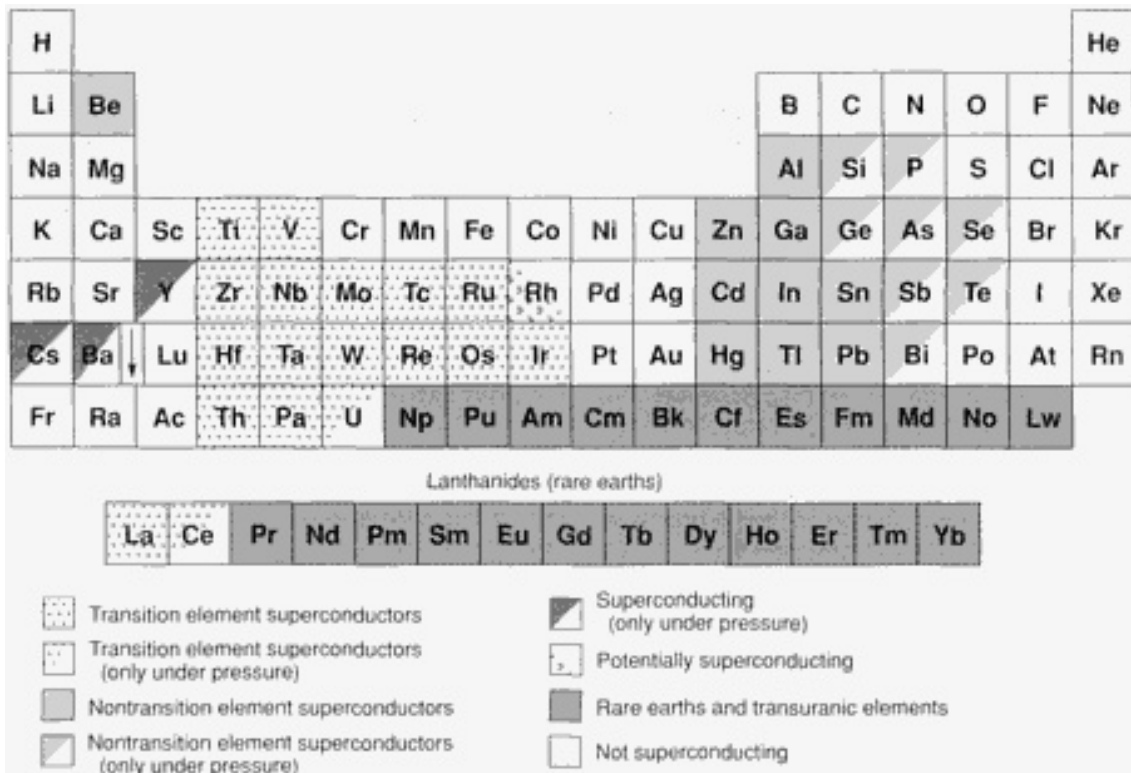 H He
Li Be B C N O F Ne
Na Mg Al Si P S Cl Ar
K Ca Sc Ti V Cr Mn Fe Co Ni Cu Zn Ga Ge As Se Br Kr
Rb Sr Y Zr Nb Mo Tc Ru Rh Pd Ag Cd In Sn Sb Te I Xe
Cs Ba Lu Hf Ta W Re Os Ir Pt Au Hg Tl Pb Bi Po At Rn
Fr Ra Ac Th Pa U Np Pu Am Cm Bk Cf Es Fm Md No Lw
Lanthanides (rare earths)
La Ce Pr Nd Pm Sm Eu Gd Tb Dy Ho Er Tm Yb
Transition element superconductors
Transition element superconductors
(only under pressure)
Nontransition element superconductors
Nontransition element superconductors
(only under pressure)
Superconducting
(only under pressure)
Potentially superconducting
Rare earths and transuranic elements
Not superconducting